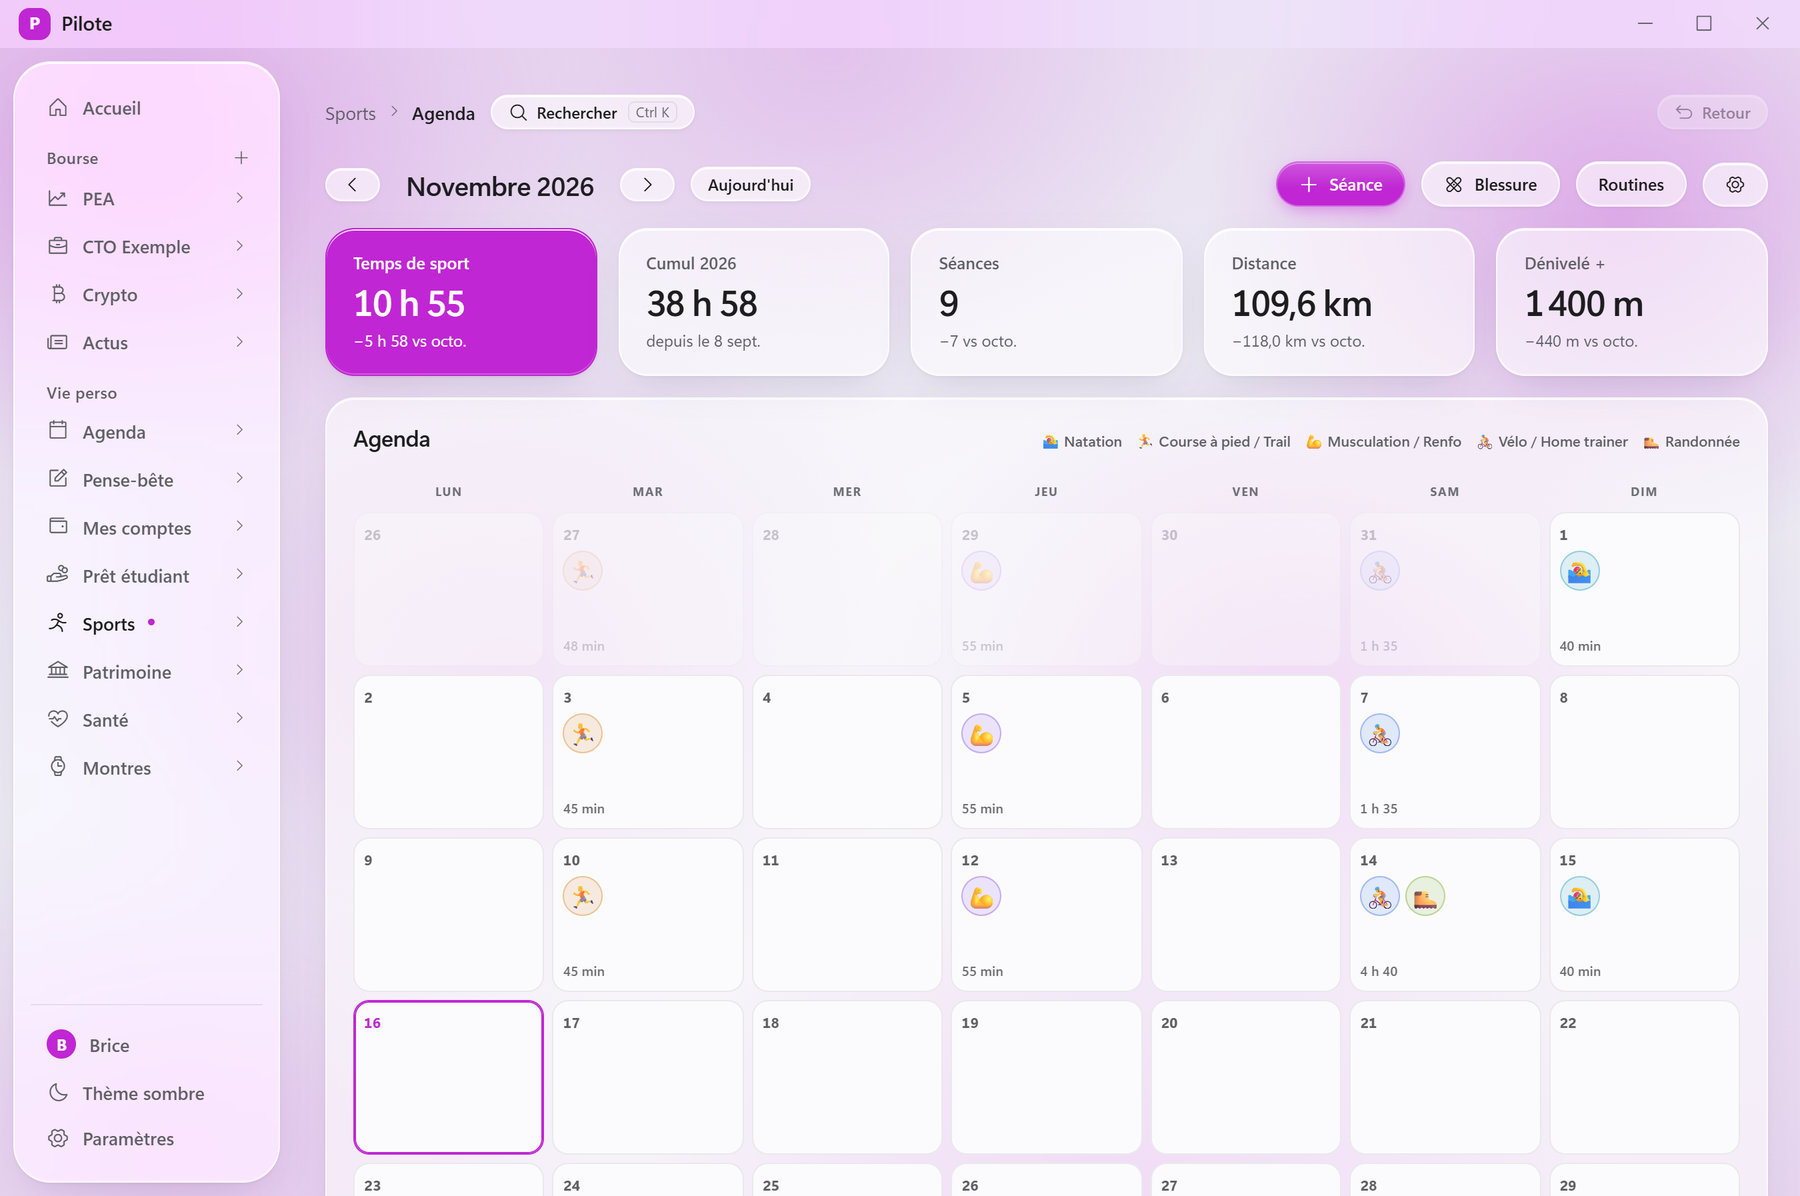 P Pilote
Accueil
Bourse
PEA
CTO Exemple
Crypto
Actus
Vie perso
Agenda
Pense-bête
Mes comptes
Prêt étudiant
Sports
Patrimoine
Santé
Montres
B Brice
Thème sombre
Paramètres
Sports Agenda Rechercher Ctrl K Retour
Novembre 2026 Aujourd'hui Séance Blessure Routines
Temps de sport
10 h 55
−5 h 58 vs octo.
Cumul 2026
38 h 58
depuis le 8 sept.
Séances
9
−7 vs octo.
Distance
109,6 km
−118,0 km vs octo.
Dénivelé +
1 400 m
−440 m vs octo.
Agenda
Natation Course à pied / Trail Musculation / Renfo Vélo / Home trainer Randonnée
LUN MAR MER JEU VEN SAM DIM
26 27 28 29 30 31 1
48 min 55 min 1 h 35 40 min
2 3 4 5 6 7 8
45 min 55 min 1 h 35
9 10 11 12 13 14 15
45 min 55 min 4 h 40 40 min
16 17 18 19 20 21 22
23 24 25 26 27 28 29